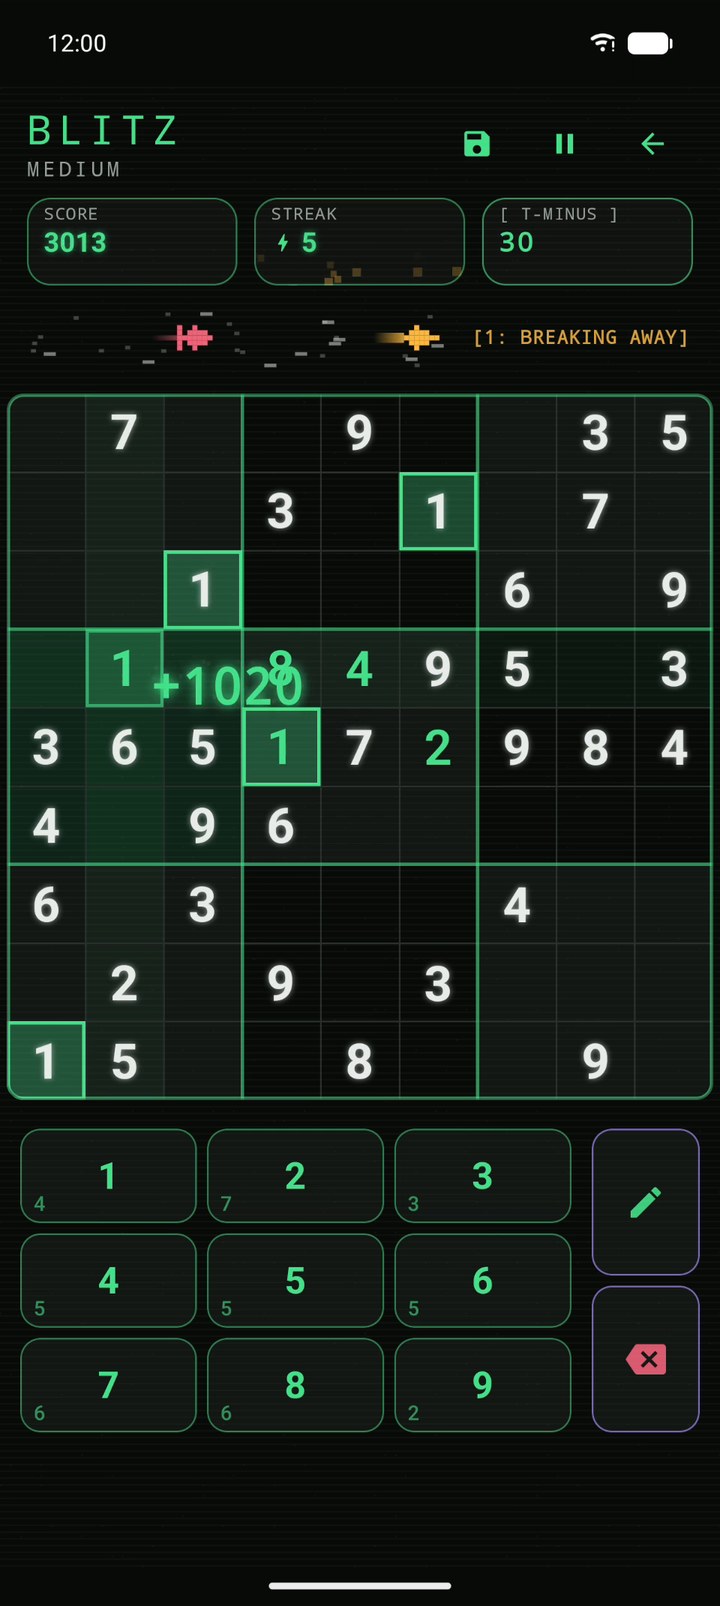 12:00
BLITZ
MEDIUM
SCORE
3013
STREAK
5
[ T-MINUS ]
30
[1: BREAKING AWAY]
7 9 3 5
3 1 7
1 6 9
1 8 4 9 5 3
+1020
3 6 5 1 7 2 9 8 4
4 9 6
6 3 4
2 9 3
1 5 8 9
1 2 3
4 7 3
4 5 6
5 5 5
7 8 9
6 6 2